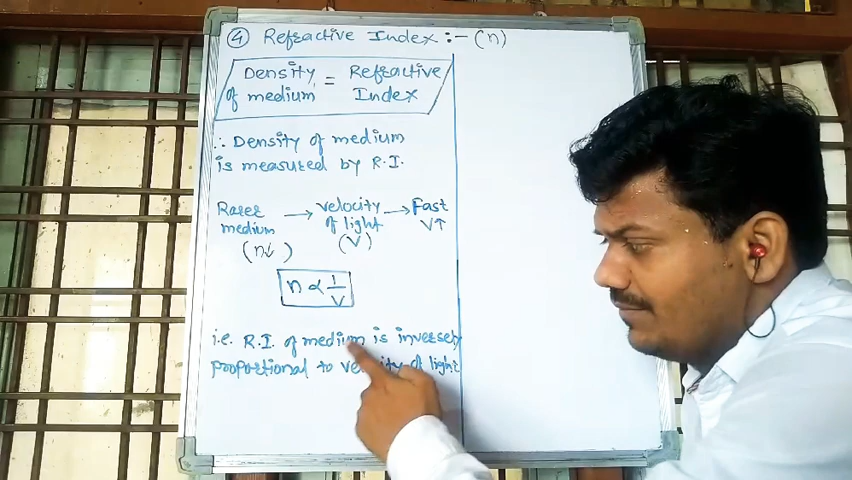 ④ Refractive Index :- (n)
Density of medium = Refractive Index
∴ Density of medium
is measured by R.I.
Rarer medium → velocity of light → Fast
(n↓) (V) V↑
n ∝ 1/V
i.e. R.I. of medium is inversely
proportional to velocity of light